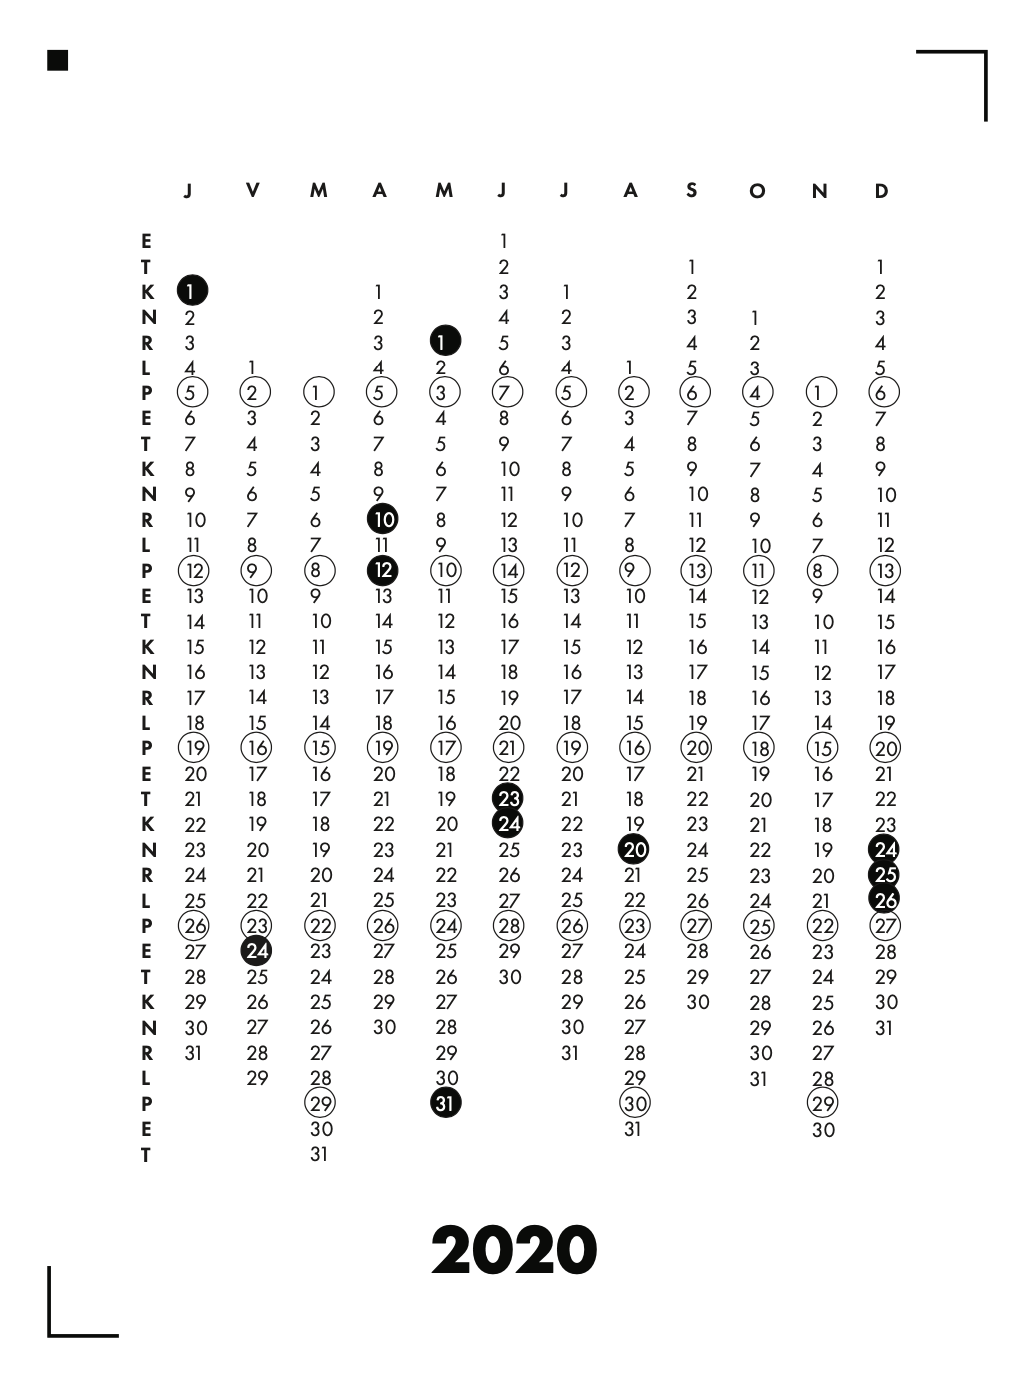 J V M A M J J A S O N D
E 1
T 2 1 1
K 1 1 3 1 2 2
N 2 2 4 2 3 1 3
R 3 3 1 5 3 4 2 4
L 4 1 4 2 6 4 1 5 3 5
P 5 2 1 5 3 7 5 2 6 4 1 6
E 6 3 2 6 4 8 6 3 7 5 2 7
T 7 4 3 7 5 9 7 4 8 6 3 8
K 8 5 4 8 6 10 8 5 9 7 4 9
N 9 6 5 9 7 11 9 6 10 8 5 10
R 10 7 6 10 8 12 10 7 11 9 6 11
L 11 8 7 11 9 13 11 8 12 10 7 12
P 12 9 8 12 10 14 12 9 13 11 8 13
E 13 10 9 13 11 15 13 10 14 12 9 14
T 14 11 10 14 12 16 14 11 15 13 10 15
K 15 12 11 15 13 17 15 12 16 14 11 16
N 16 13 12 16 14 18 16 13 17 15 12 17
R 17 14 13 17 15 19 17 14 18 16 13 18
L 18 15 14 18 16 20 18 15 19 17 14 19
P 19 16 15 19 17 21 19 16 20 18 15 20
E 20 17 16 20 18 22 20 17 21 19 16 21
T 21 18 17 21 19 23 21 18 22 20 17 22
K 22 19 18 22 20 24 22 19 23 21 18 23
N 23 20 19 23 21 25 23 20 24 22 19 24
R 24 21 20 24 22 26 24 21 25 23 20 25
L 25 22 21 25 23 27 25 22 26 24 21 26
P 26 23 22 26 24 28 26 23 27 25 22 27
E 27 24 23 27 25 29 27 24 28 26 23 28
T 28 25 24 28 26 30 28 25 29 27 24 29
K 29 26 25 29 27 29 26 30 28 25 30
N 30 27 26 30 28 30 27 29 26 31
R 31 28 27 29 31 28 30 27
L 29 28 30 29 31 28
P 29 31 30 29
E 30 31 30
T 31
2020